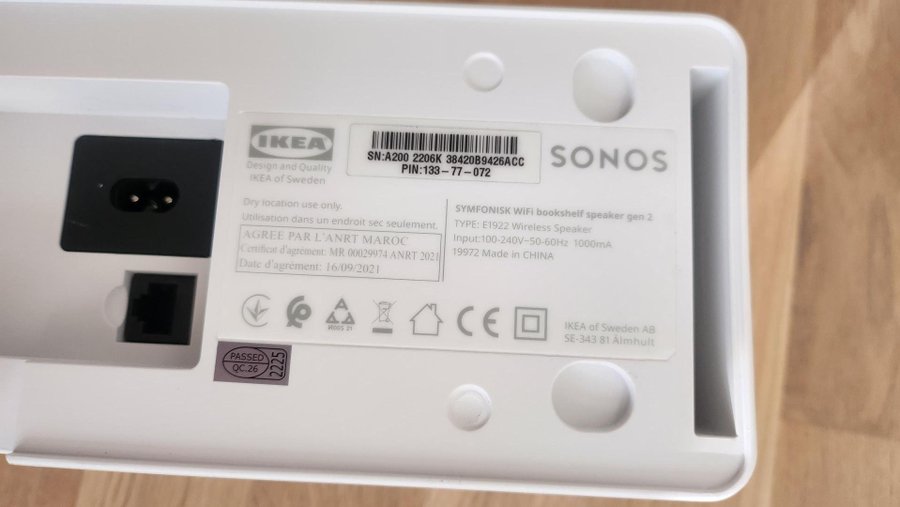 IKEA
Design and Quality
IKEA of Sweden
SN:A200 2206K 38420B9426ACC
PIN:133-77-072
SONOS
Dry location use only.
Utilisation dans un endroit sec seulement.
AGREE PAR L'ANRT MAROC
Certificat d'agrément: MR 00029974 ANRT 2021
Date d'agrément: 16/09/2021
SYMFONISK WiFi bookshelf speaker gen 2
TYPE: E1922 Wireless Speaker
Input:100-240V~50-60Hz 1000mA
19972 Made in CHINA
R005 21
CE
IKEA of Sweden AB
SE-343 81 Älmhult
PASSED
QC.26
2225